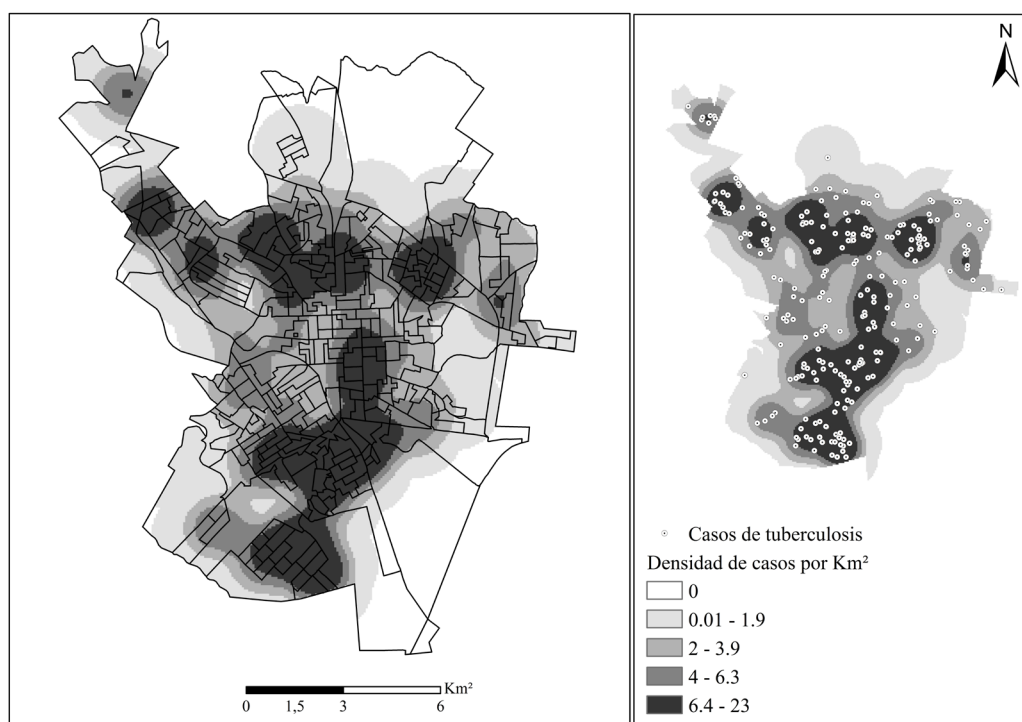 N
Casos de tuberculosis
Densidad de casos por Km²
0
0.01 - 1.9
2 - 3.9
4 - 6.3
6.4 - 23
Km²
0 1,5 3 6